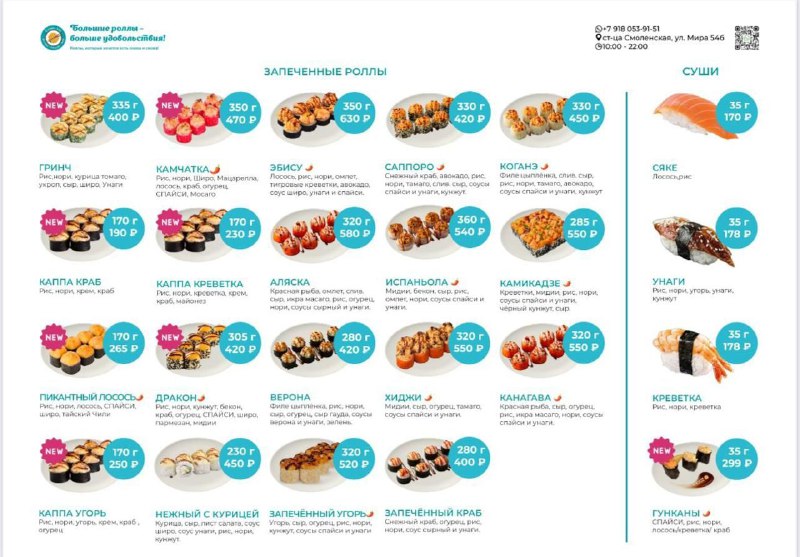 Большие роллы –
больше удовольствия!
+7 918 053-91-51
ст-ца Смоленская, ул. Мира 54б
10:00 - 22:00
ЗАПЕЧЕННЫЕ РОЛЛЫ
СУШИ
NEW
335 г
400 ₽
ГРИНЧ
Рис,нори, курица томаго,
укроп, сыр, широ, Унаги
NEW
350 г
470 ₽
КАМЧАТКА
Рис, нори, Широ, Мацарелла,
лосось, краб, огурец,
СПАЙСИ, Мосаго
350 г
630 ₽
ЭБИСУ
Лосось, рис, нори, омлет,
тигровые креветки, авокадо,
соус широ, унаги и спайси.
330 г
420 ₽
САППОРО
Снежный краб, авокадо, рис,
нори, тамаго, слив. сыр, соусы
спайси и унаги, кунжут.
330 г
450 ₽
КОГАНЭ
Филе цыпленка, слив. сыр,
рис, нори, тамаго, авокадо,
соусы спайси и унаги, кунжут
35 г
170 ₽
СЯКЕ
Лосось,рис
NEW
170 г
190 ₽
КАППА КРАБ
Рис, нори, крем, краб
NEW
170 г
230 ₽
КАППА КРЕВЕТКА
Рис, нори, креветка, крем,
краб, майонез
320 г
580 ₽
АЛЯСКА
Красная рыба, омлет, слив.
сыр, икра масаго, рис, огурец,
нори, соусы сырный и унаги.
360 г
540 ₽
ИСПАНЬОЛА
Мидии, бекон, сыр, рис,
омлет, нори, соусы спайси и
унаги.
285 г
550 ₽
КАМИКАДЗЕ
Креветки, мидии, рис, нори,
соусы спайси и унаги,
чёрный кунжут, сыр.
35 г
178 ₽
УНАГИ
Рис, нори, угорь, унаги,
кунжут
NEW
170 г
265 ₽
ПИКАНТНЫЙ ЛОСОСЬ
Рис, нори, лосось, СПАЙСИ,
широ, тайский Чили
NEW
305 г
420 ₽
ДРАКОН
Рис, нори, кунжут, бекон,
краб, огурец, СПАЙСИ, широ,
пармезан, мидии
280 г
420 ₽
ВЕРОНА
Филе цыплёнка, рис, нори,
сыр, огурец, сыр гауда, соусы
верона и унаги, зелень.
320 г
550 ₽
ХИДЖИ
Мидии, сыр, огурец, тамаго,
соусы спайси и унаги.
320 г
550 ₽
КАНАГАВА
Красная рыба, сыр, огурец,
рис, икра масаго, нори, соусы
спайси и унаги.
35 г
178 ₽
КРЕВЕТКА
Рис, нори, креветка
NEW
170 г
250 ₽
КАППА УГОРЬ
Рис, нори, угорь, крем, краб ,
огурец
230 г
450 ₽
НЕЖНЫЙ С КУРИЦЕЙ
Курица, сыр, лист салата, соус
широ, соус унаги, рис, нори,
кунжут.
320 г
520 ₽
ЗАПЕЧЁННЫЙ УГОРЬ
Угорь, сыр, огурец, рис, нори,
кунжут, соусы спайси и унаги.
280 г
400 ₽
ЗАПЕЧЁННЫЙ КРАБ
Снежный краб, огурец, рис,
нори, соус сырный и унаги.
NEW
35 г
299 ₽
ГУНКАНЫ
СПАЙСИ, рис, нори,
лосось/креветка/ краб